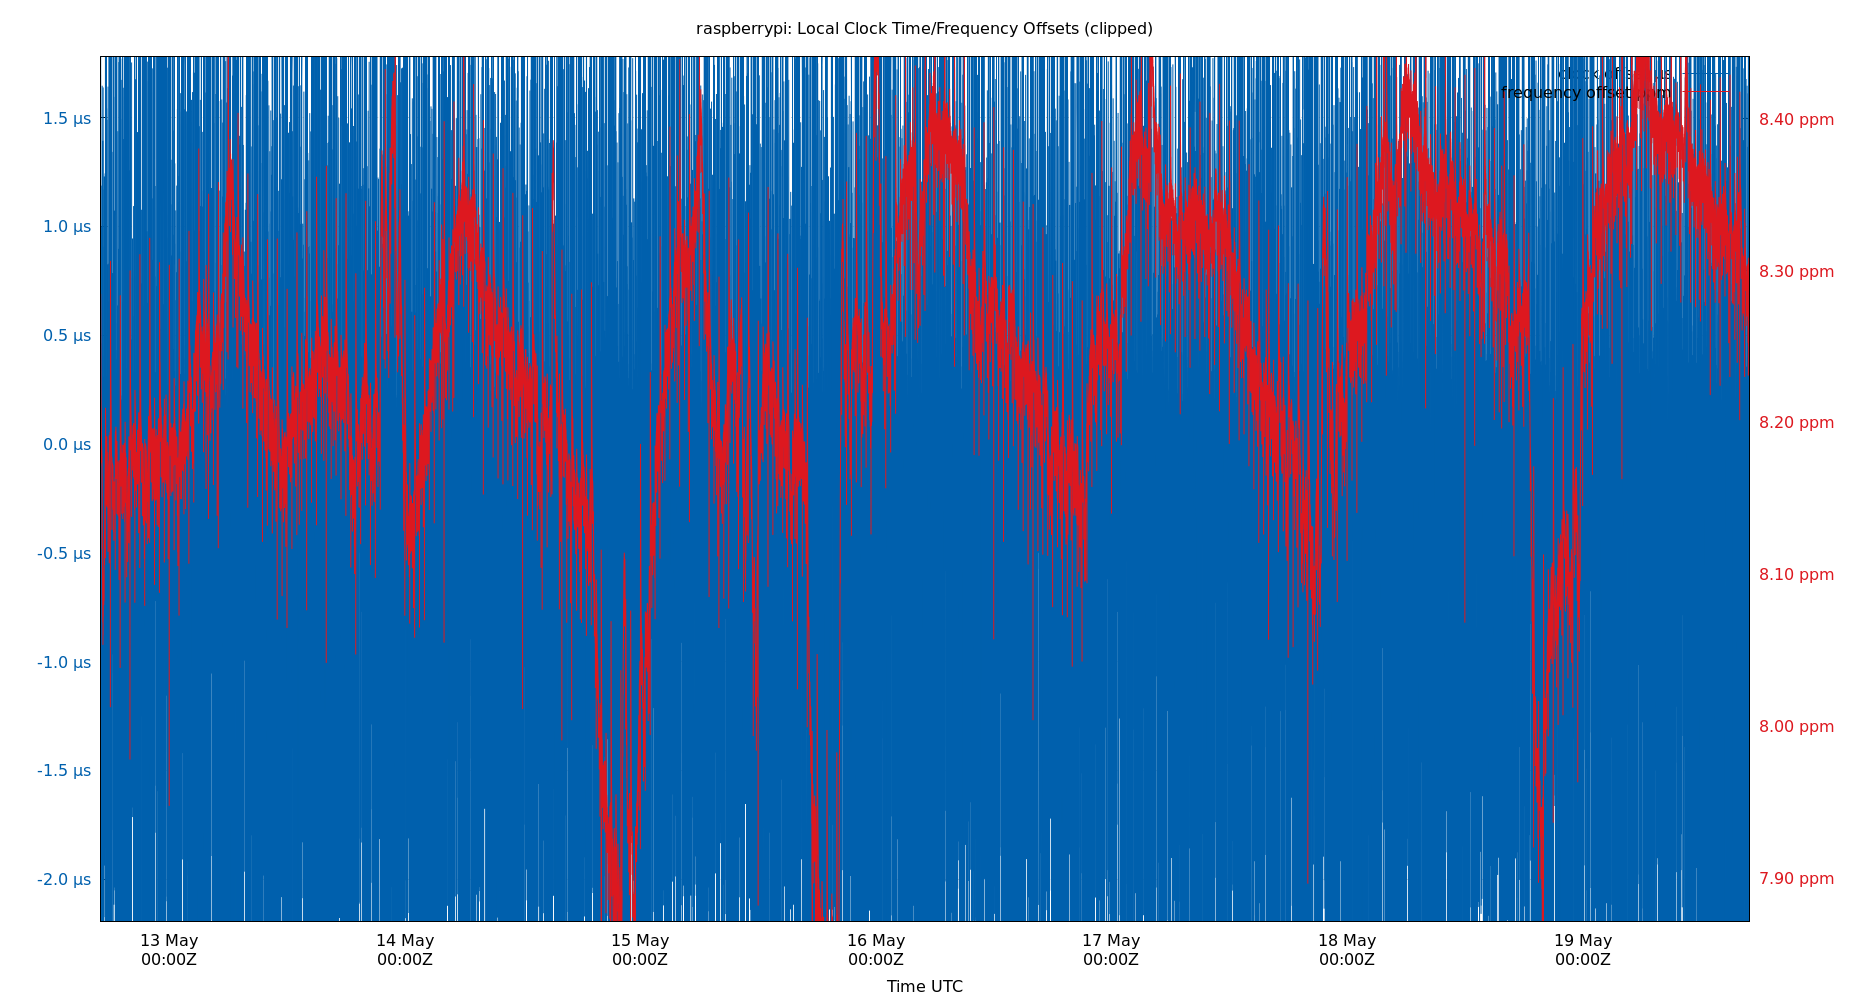 raspberrypi: Local Clock Time/Frequency Offsets (clipped)
clock offset µs
frequency offset ppm
1.5 µs
1.0 µs
0.5 µs
0.0 µs
-0.5 µs
-1.0 µs
-1.5 µs
-2.0 µs
8.40 ppm
8.30 ppm
8.20 ppm
8.10 ppm
8.00 ppm
7.90 ppm
13 May
00:00Z
14 May
00:00Z
15 May
00:00Z
16 May
00:00Z
17 May
00:00Z
18 May
00:00Z
19 May
00:00Z
Time UTC